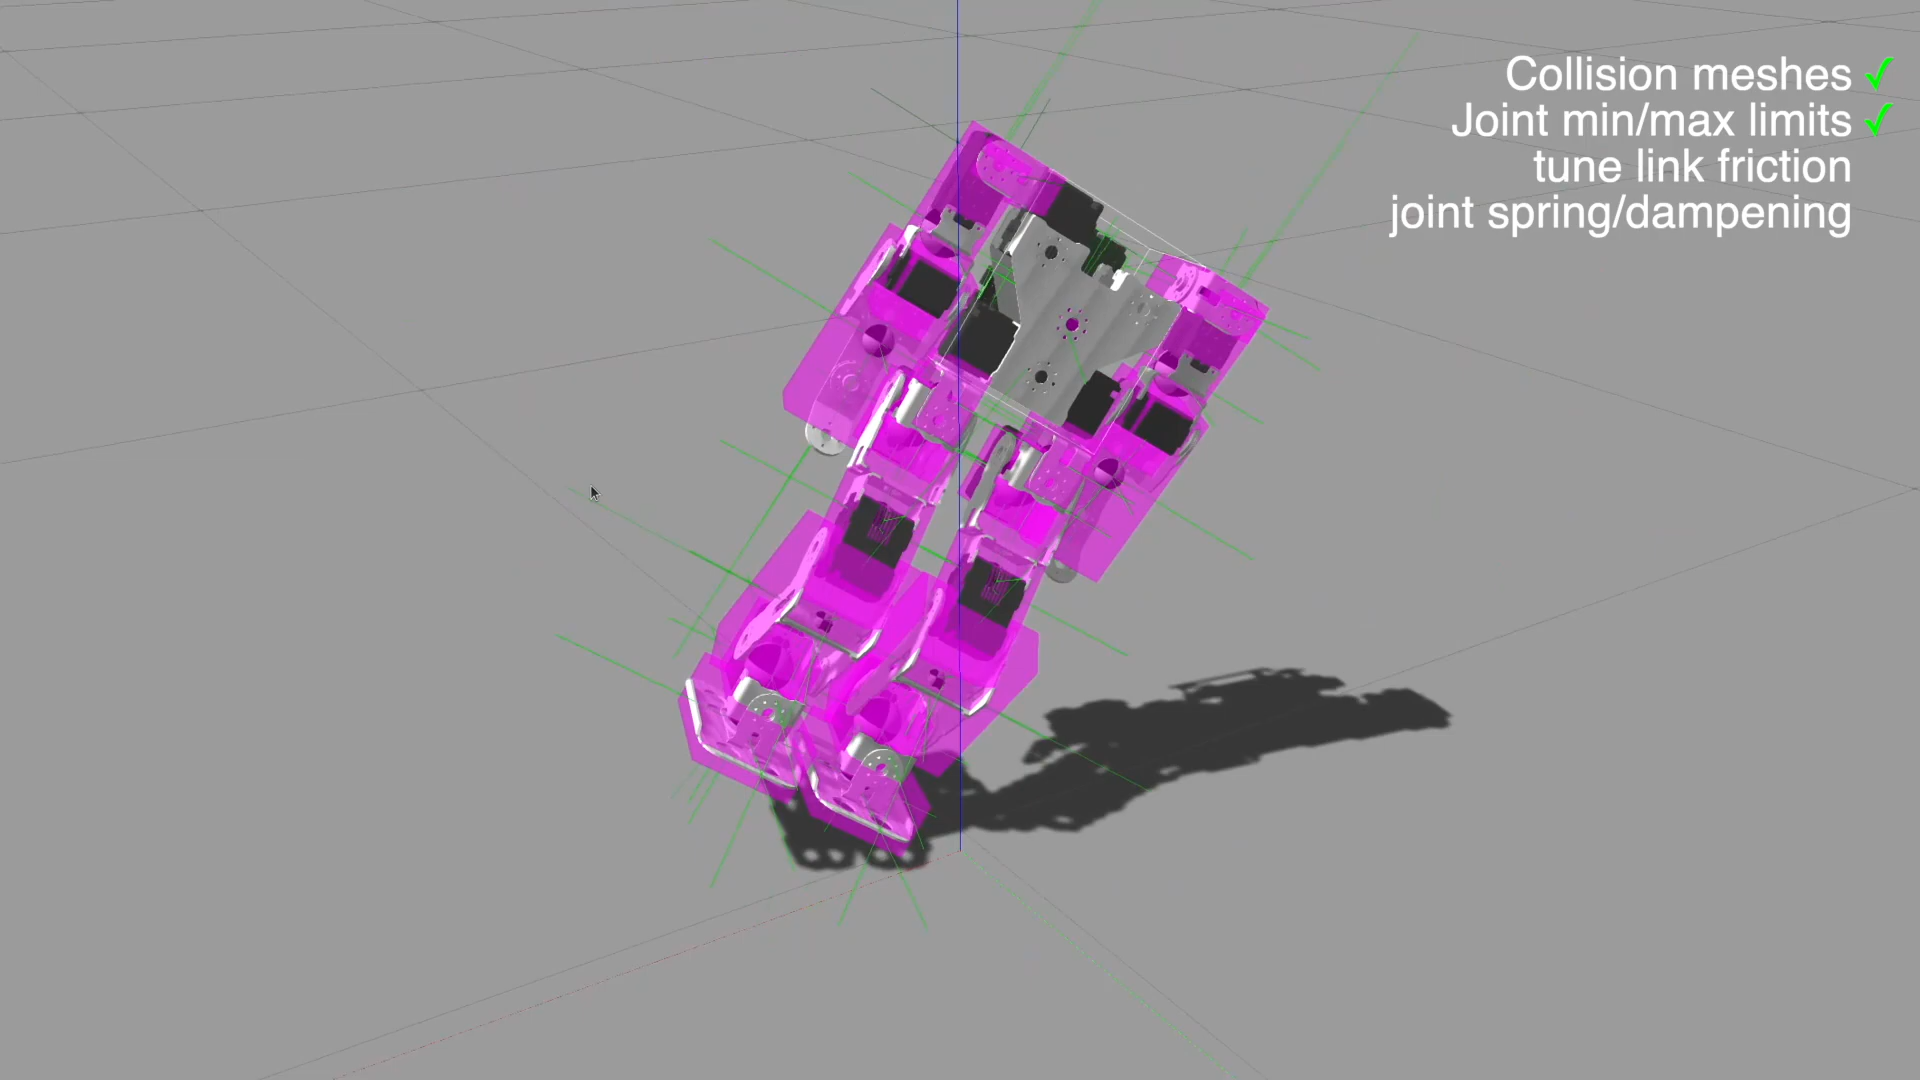 Collision meshes ✓
Joint min/max limits ✓
tune link friction
joint spring/dampening